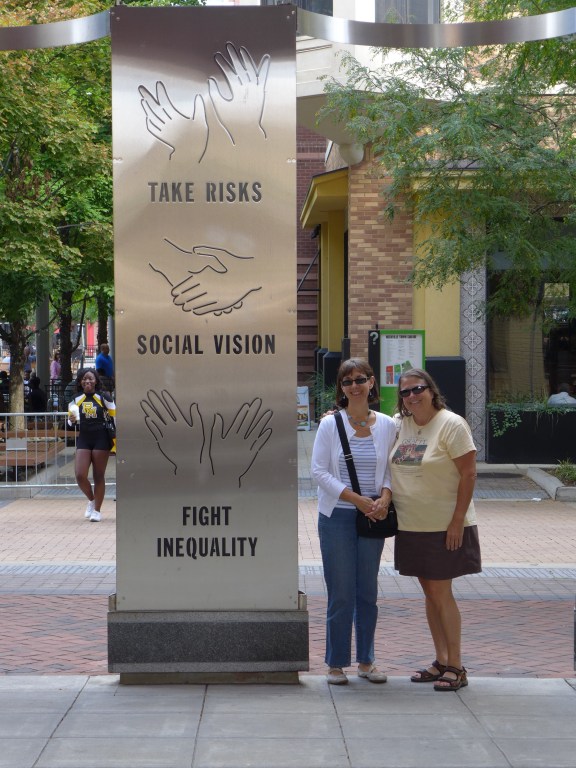 TAKE RISKS
SOCIAL VISION
FIGHT
INEQUALITY
?